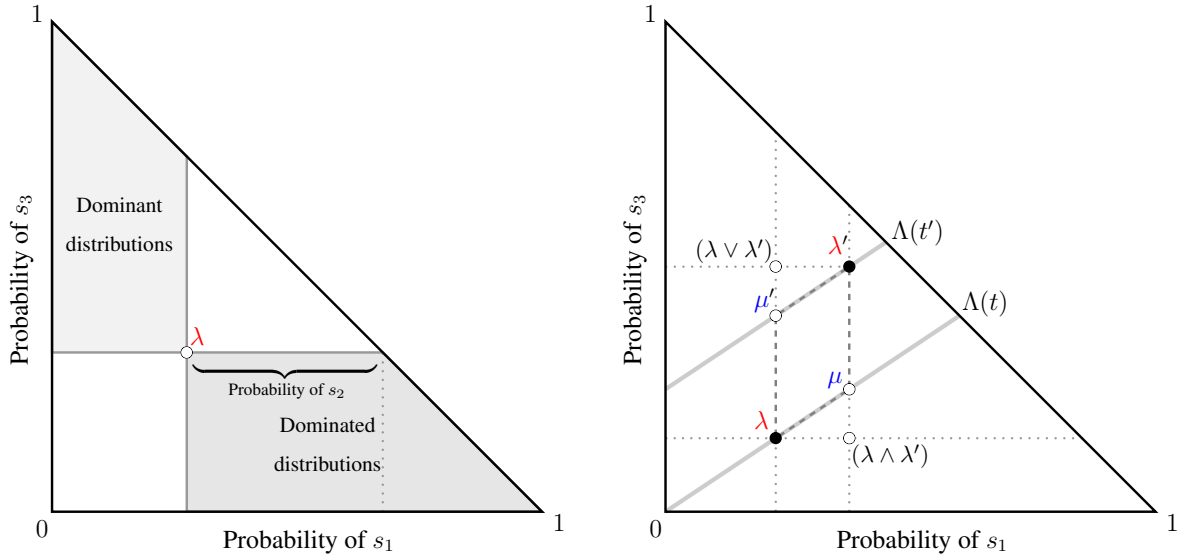 1
Probability of s₃
Dominant
distributions
λ
Probability of s₂
Dominated
distributions
0
Probability of s₁
1
1
Probability of s₃
(λ ∨ λ′)
λ′
Λ(t′)
μ′
Λ(t)
μ
λ
(λ ∧ λ′)
0
Probability of s₁
1